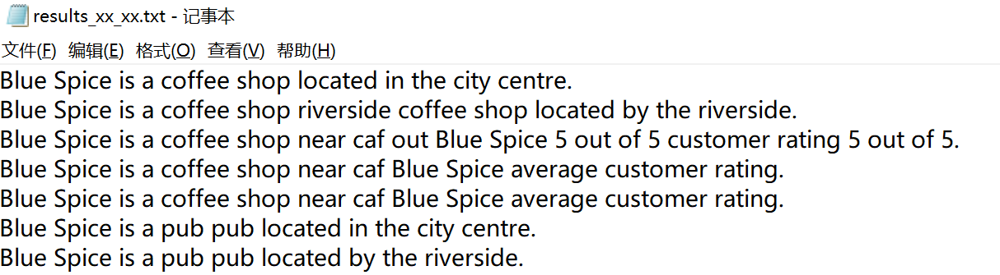 results_xx_xx.txt - 记事本
文件(F) 编辑(E) 格式(O) 查看(V) 帮助(H)
Blue Spice is a coffee shop located in the city centre.
Blue Spice is a coffee shop riverside coffee shop located by the riverside.
Blue Spice is a coffee shop near caf out Blue Spice 5 out of 5 customer rating 5 out of 5.
Blue Spice is a coffee shop near caf Blue Spice average customer rating.
Blue Spice is a coffee shop near caf Blue Spice average customer rating.
Blue Spice is a pub pub located in the city centre.
Blue Spice is a pub pub located by the riverside.